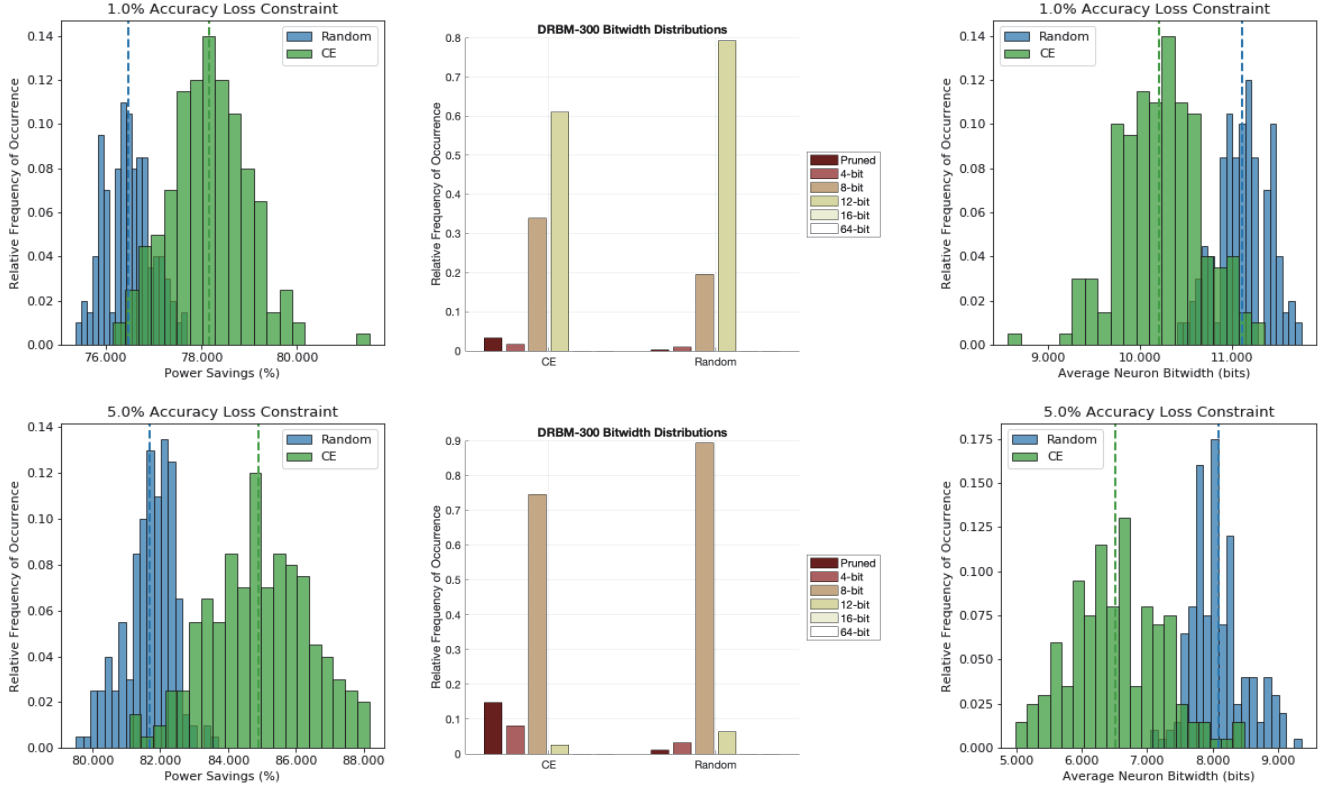 1.0% Accuracy Loss Constraint
Relative Frequency of Occurrence
0.14
0.12
0.10
0.08
0.06
0.04
0.02
0.00
Random
CE
76.000 78.000 80.000
Power Savings (%)
DRBM-300 Bitwidth Distributions
Relative Frequency of Occurrence
0.8
0.7
0.6
0.5
0.4
0.3
0.2
0.1
0
CE Random
Pruned
4-bit
8-bit
12-bit
16-bit
64-bit
1.0% Accuracy Loss Constraint
Relative Frequency of Occurrence
0.14
0.12
0.10
0.08
0.06
0.04
0.02
0.00
Random
CE
9.000 10.000 11.000
Average Neuron Bitwidth (bits)
5.0% Accuracy Loss Constraint
Relative Frequency of Occurrence
0.14
0.12
0.10
0.08
0.06
0.04
0.02
0.00
Random
CE
80.000 82.000 84.000 86.000 88.000
Power Savings (%)
DRBM-300 Bitwidth Distributions
Relative Frequency of Occurrence
0.9
0.8
0.7
0.6
0.5
0.4
0.3
0.2
0.1
0
CE Random
Pruned
4-bit
8-bit
12-bit
16-bit
64-bit
5.0% Accuracy Loss Constraint
Relative Frequency of Occurrence
0.175
0.150
0.125
0.100
0.075
0.050
0.025
0.000
Random
CE
5.000 6.000 7.000 8.000 9.000
Average Neuron Bitwidth (bits)